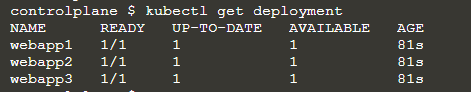 controlplane $ kubectl get deployment
NAME      READY   UP-TO-DATE   AVAILABLE   AGE
webapp1   1/1     1            1           81s
webapp2   1/1     1            1           81s
webapp3   1/1     1            1           81s